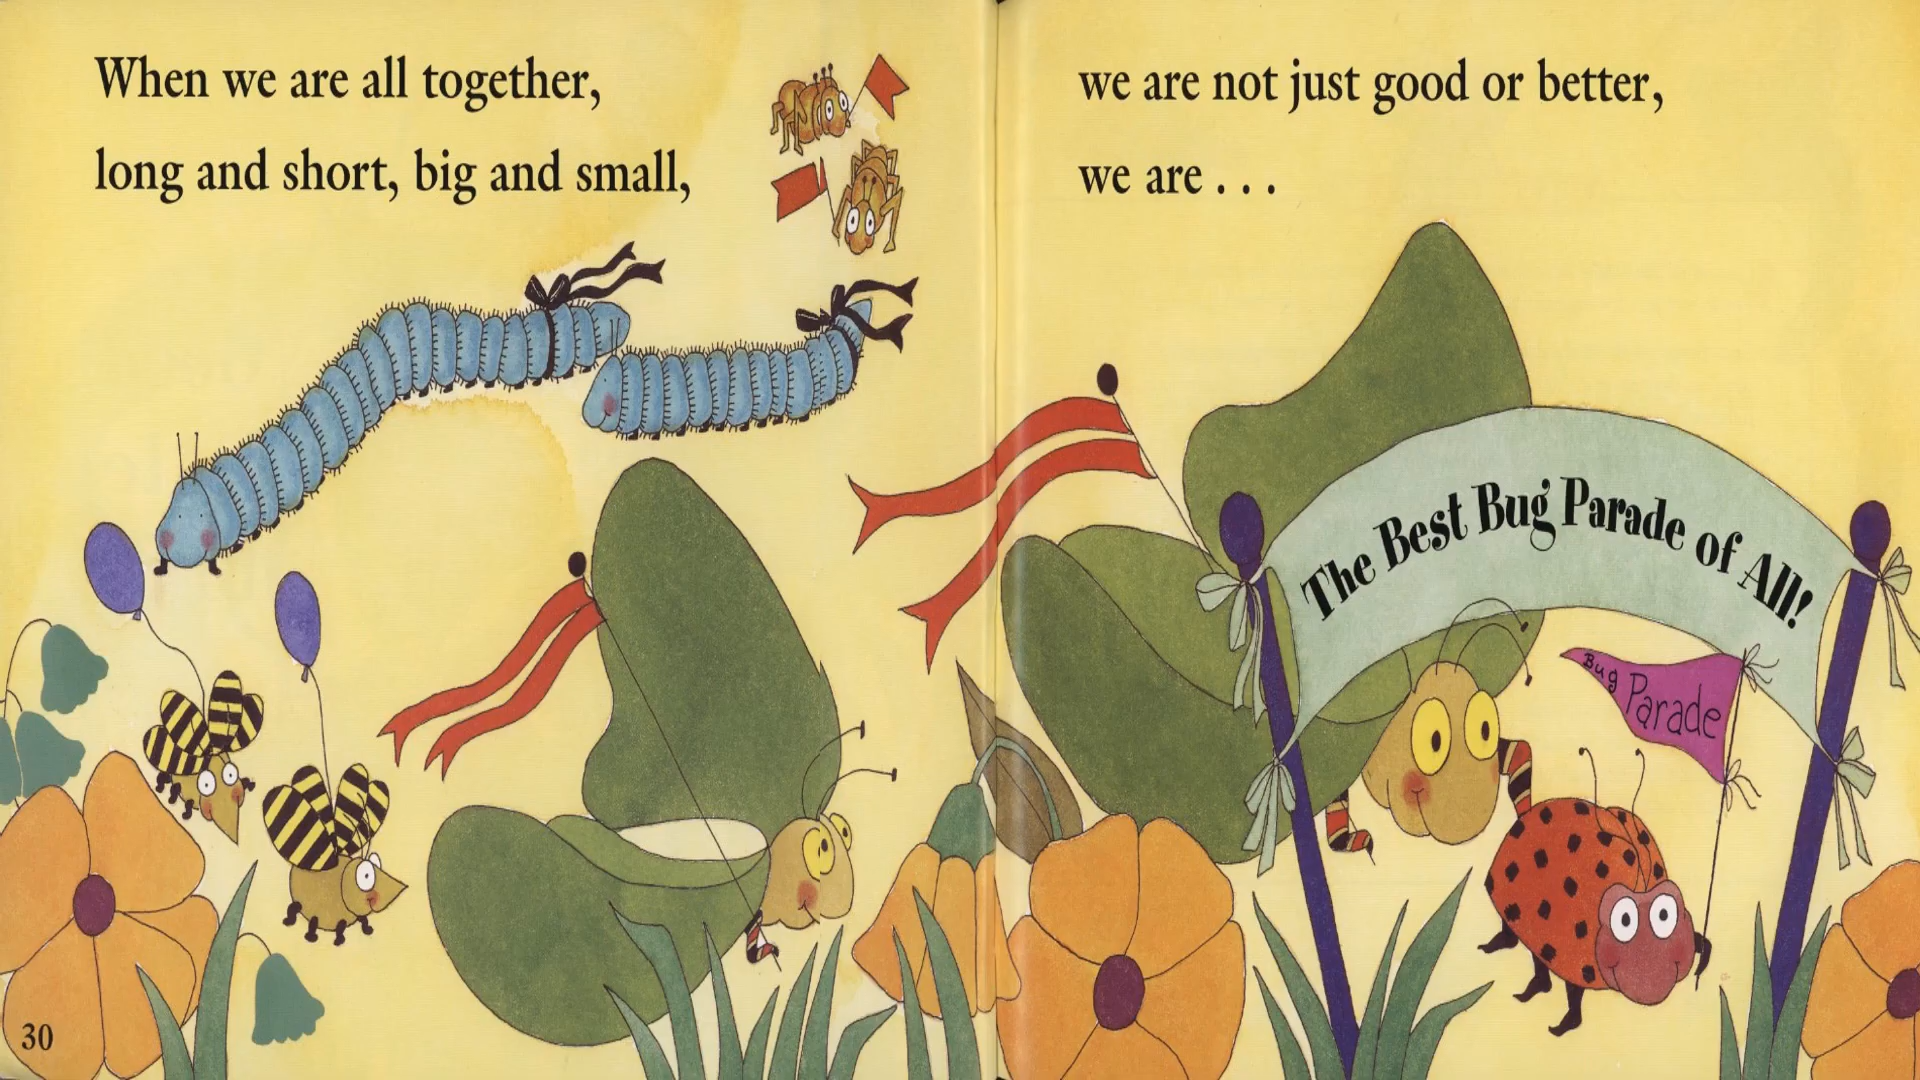 When we are all together,
long and short, big and small,
we are not just good or better,
we are . . .
The Best Bug Parade of All!
Bug
Parade
30